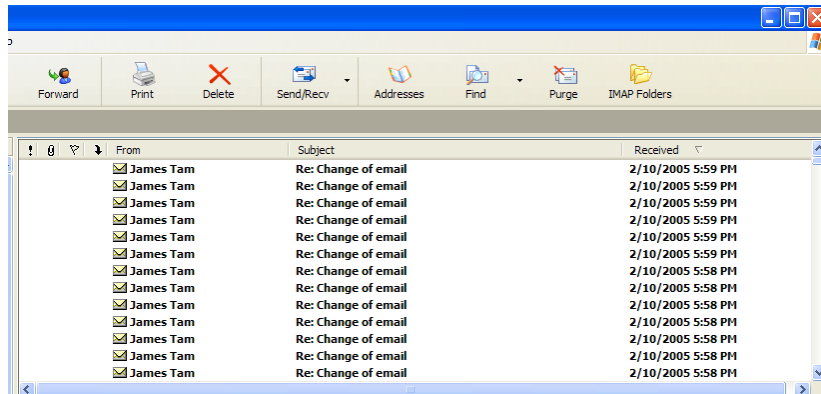 Forward Print Delete Send/Recv Addresses Find Purge IMAP Folders
! From Subject Received
James Tam Re: Change of email 2/10/2005 5:59 PM
James Tam Re: Change of email 2/10/2005 5:59 PM
James Tam Re: Change of email 2/10/2005 5:59 PM
James Tam Re: Change of email 2/10/2005 5:59 PM
James Tam Re: Change of email 2/10/2005 5:59 PM
James Tam Re: Change of email 2/10/2005 5:59 PM
James Tam Re: Change of email 2/10/2005 5:58 PM
James Tam Re: Change of email 2/10/2005 5:58 PM
James Tam Re: Change of email 2/10/2005 5:58 PM
James Tam Re: Change of email 2/10/2005 5:58 PM
James Tam Re: Change of email 2/10/2005 5:58 PM
James Tam Re: Change of email 2/10/2005 5:58 PM
James Tam Re: Change of email 2/10/2005 5:58 PM